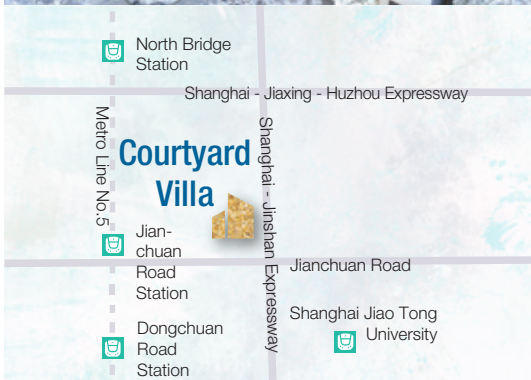 North Bridge
Station
Shanghai - Jiaxing - Huzhou Expressway
Metro Line No.5
Shanghai - Jinshan Expressway
Courtyard
Villa
Jian-
chuan
Road
Station
Jianchuan Road
Shanghai Jiao Tong
University
Dongchuan
Road
Station